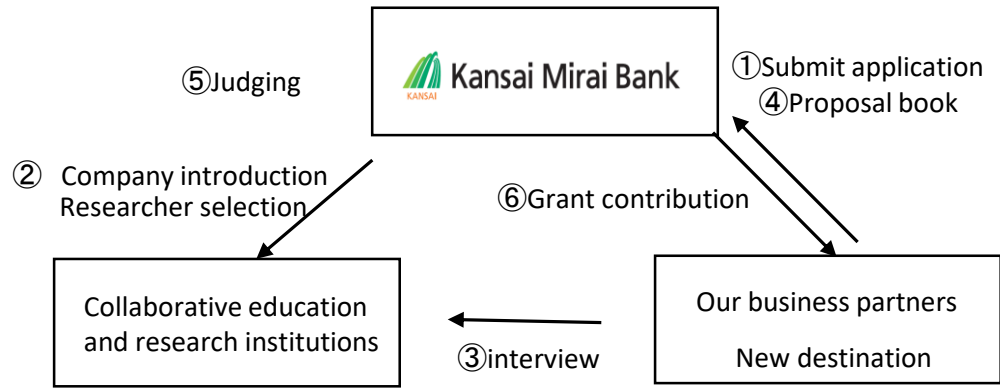 ⑤Judging
KANSAI
Kansai Mirai Bank
①Submit application
④Proposal book
② Company introduction
Researcher selection
⑥Grant contribution
Collaborative education
and research institutions
③interview
Our business partners
New destination